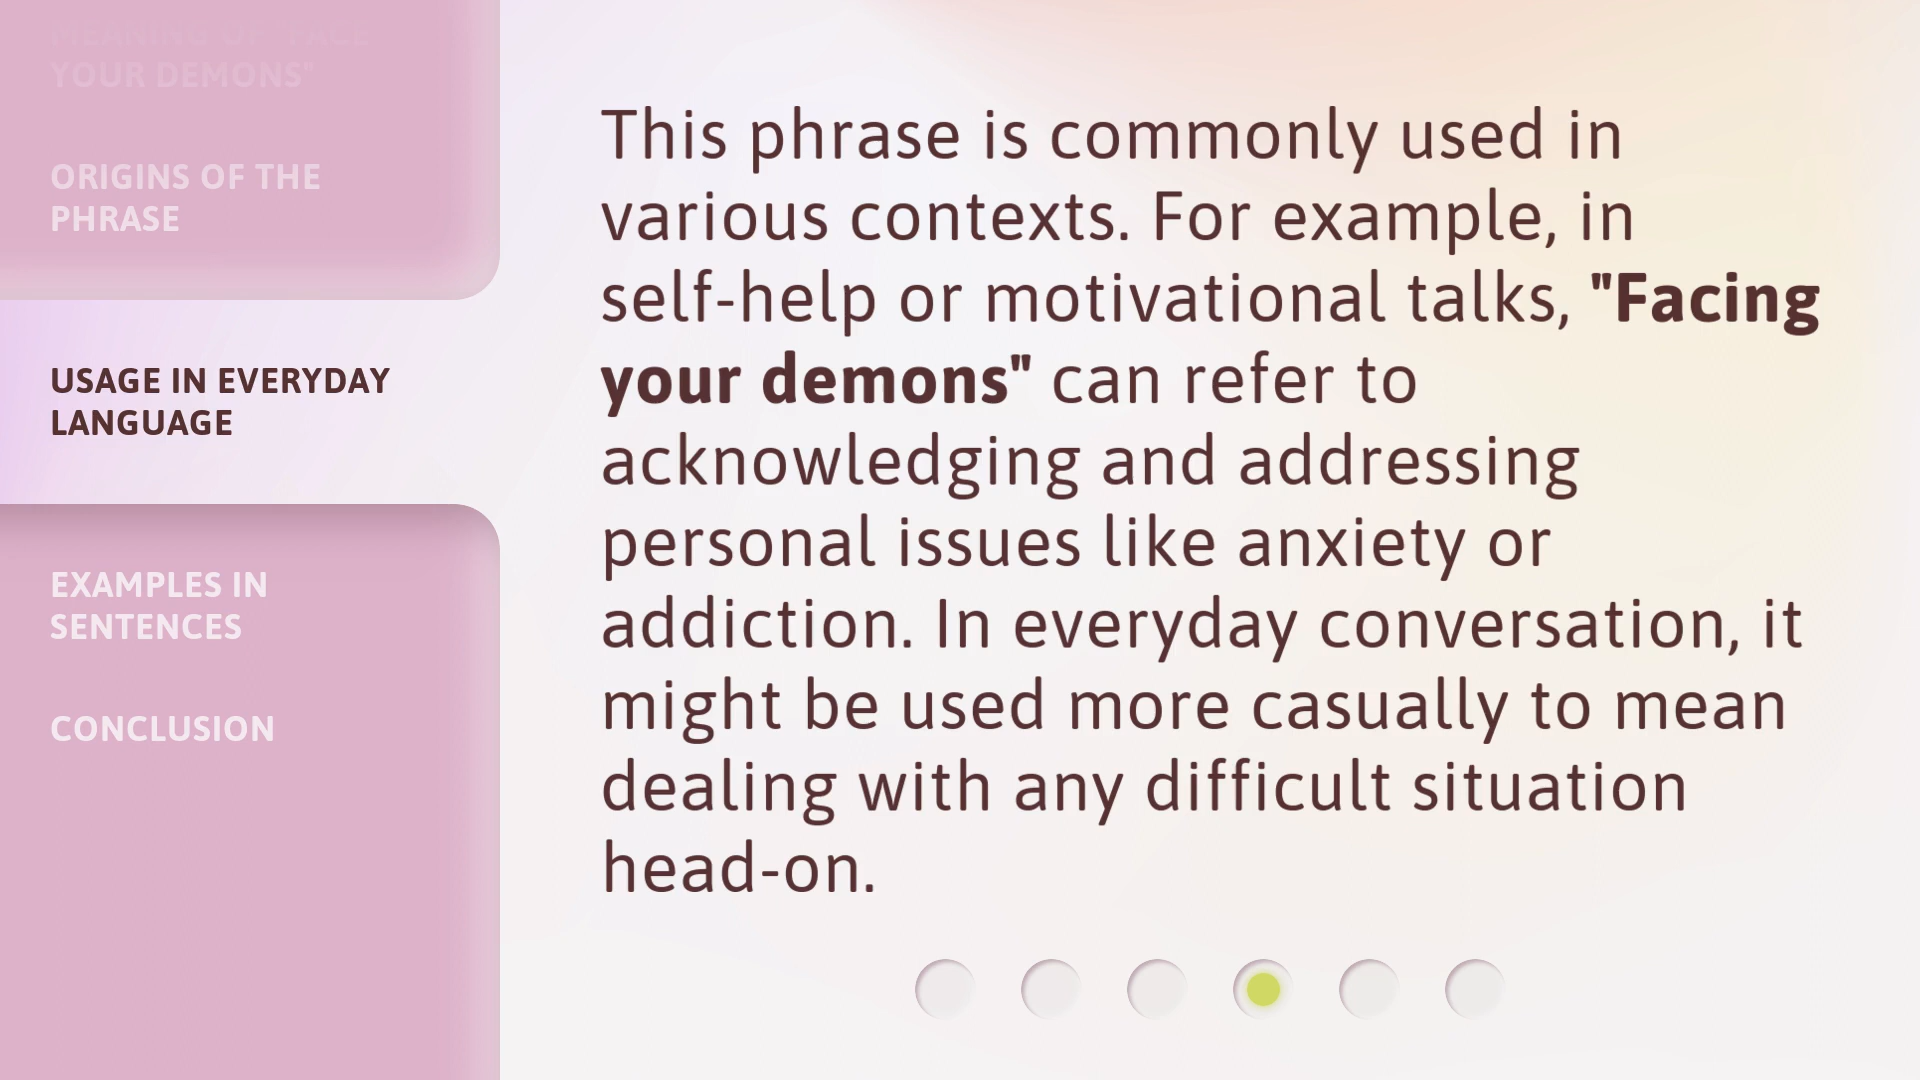 MEANING OF "FACE
YOUR DEMONS"
ORIGINS OF THE
PHRASE
USAGE IN EVERYDAY
LANGUAGE
EXAMPLES IN
SENTENCES
CONCLUSION
This phrase is commonly used in
various contexts. For example, in
self-help or motivational talks, "Facing
your demons" can refer to
acknowledging and addressing
personal issues like anxiety or
addiction. In everyday conversation, it
might be used more casually to mean
dealing with any difficult situation
head-on.